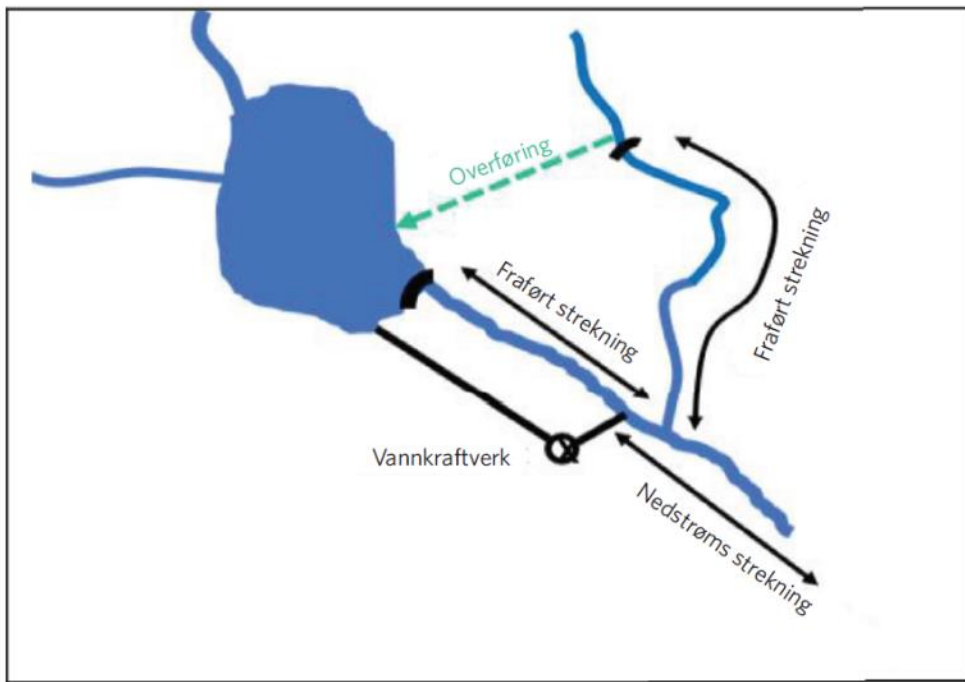 Overføring
Fraført strekning
Fraført strekning
Vannkraftverk
Nedstrøms strekning